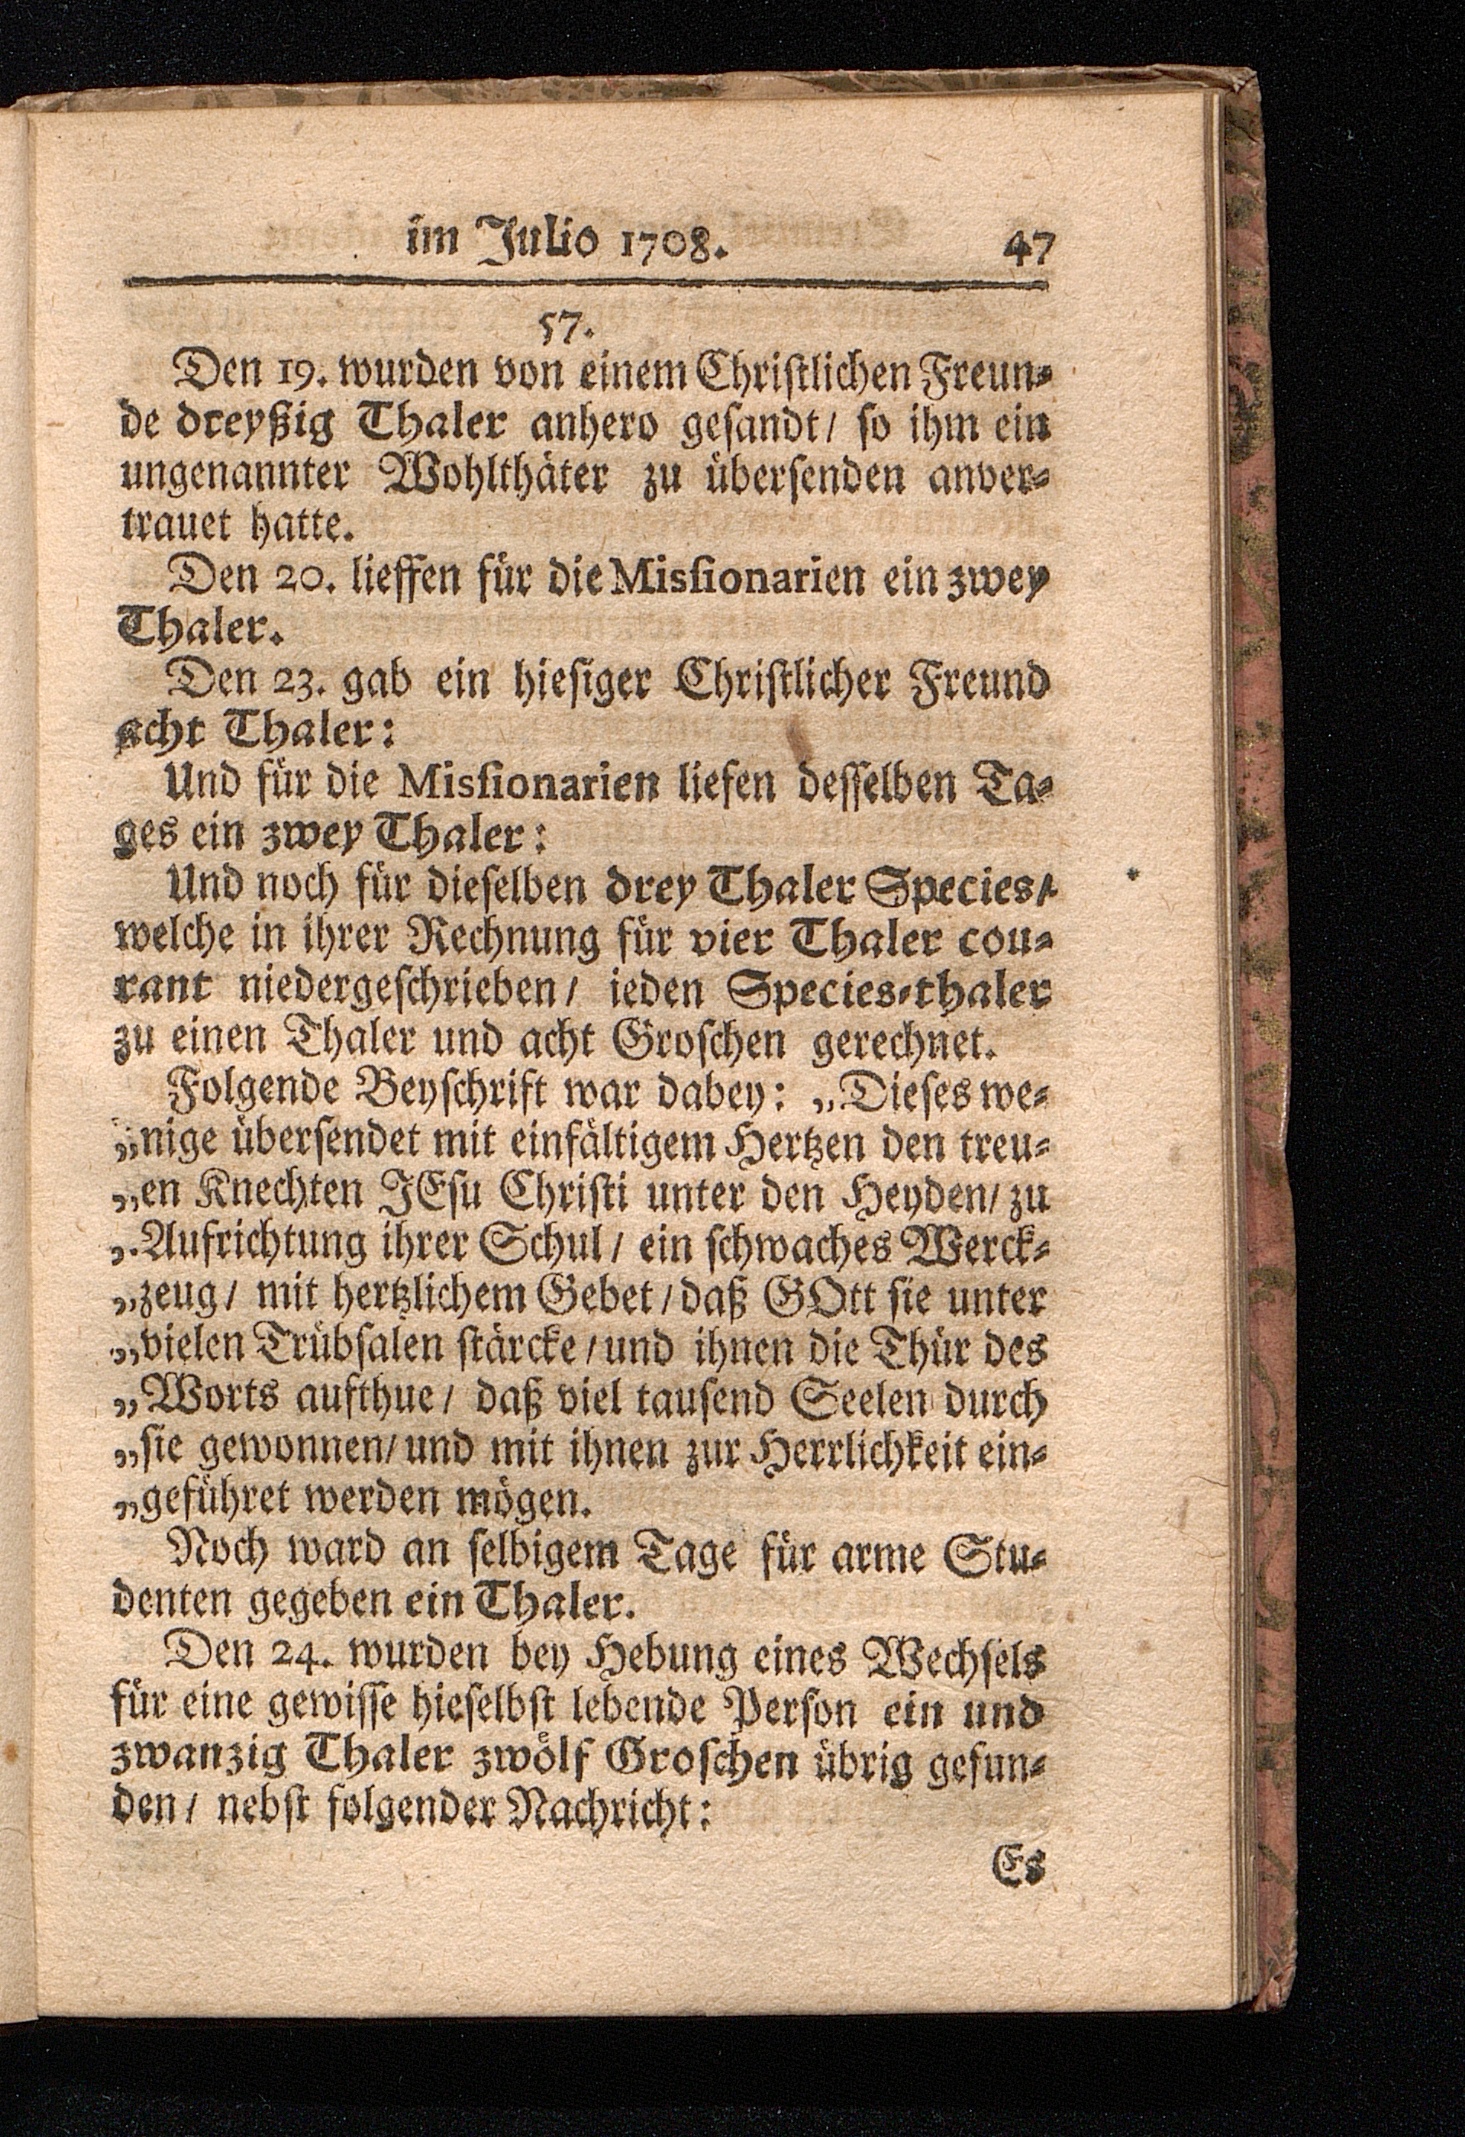 im Julio 1708. 47
57.
Den 19. wurden von einem Christlichen Freun-
de dreyßig Thaler anhero gesandt/ so ihm ein
ungenannter Wohlthäter zu übersenden anver-
trauet hatte.
Den 20. lieffen für die Missionarien ein zwey
Thaler.
Den 23. gab ein hiesiger Christlicher Freund
acht Thaler:
Und für die Missionarien liefen desselben Ta-
ges ein zwey Thaler:
Und noch für dieselben drey Thaler Species/
welche in ihrer Rechnung für vier Thaler cou-
rant niedergeschrieben/ ieden Species-thaler
zu einen Thaler und acht Groschen gerechnet.
Folgende Beyschrift war dabey: „Dieses we-
„nige übersendet mit einfältigem Hertzen den treu-
„en Knechten JEsu Christi unter den Heyden/ zu
„Aufrichtung ihrer Schul/ ein schwaches Werck-
„zeug/ mit hertzlichem Gebet/ daß GOtt sie unter
„vielen Trübsalen stärcke/ und ihnen die Thür des
„Worts aufthue/ daß viel tausend Seelen durch
„sie gewonnen/ und mit ihnen zur Herrlichkeit ein-
„geführet werden mögen.
Noch ward an selbigem Tage für arme Stu-
denten gegeben ein Thaler.
Den 24. wurden bey Hebung eines Wechsels
für eine gewisse hieselbst lebende Person ein und
zwanzig Thaler zwölf Groschen übrig gefun-
den/ nebst folgender Nachricht:
Es